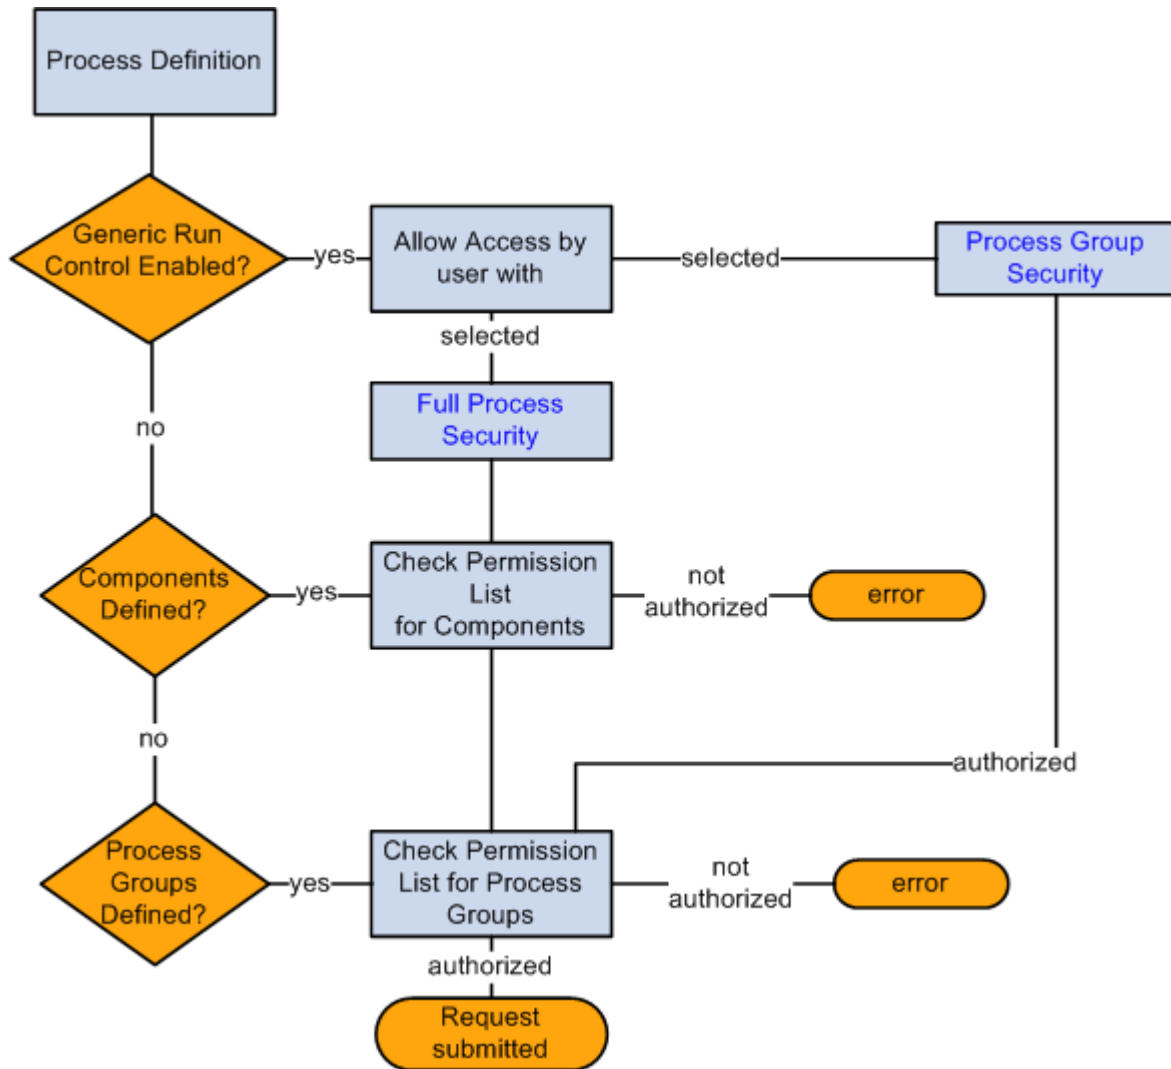 Process Definition
Generic Run
Control Enabled?
yes
Allow Access by
user with
selected
Process Group
Security
selected
Full Process
Security
no
Components
Defined?
yes
Check Permission
List
for Components
not
authorized
error
no
authorized
Process
Groups
Defined?
yes
Check Permission
List for Process
Groups
not
authorized
error
authorized
Request
submitted